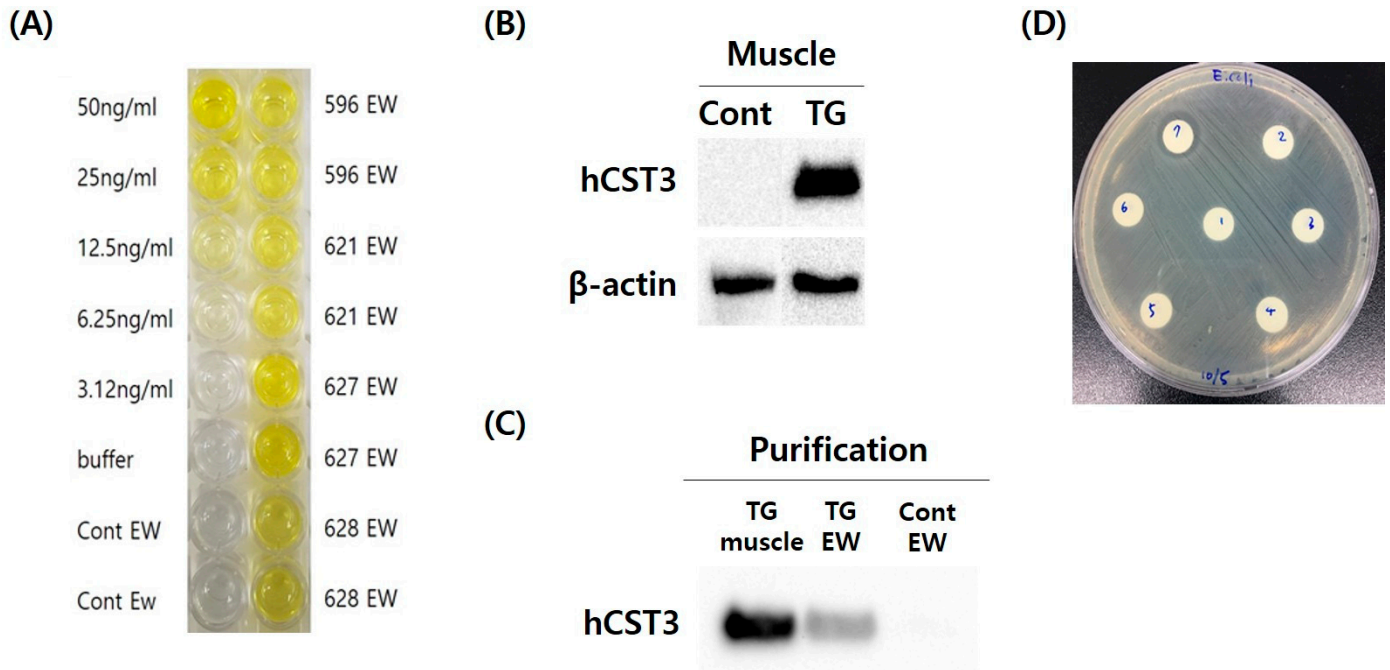 (A)
50ng/ml
596 EW
25ng/ml
596 EW
12.5ng/ml
621 EW
6.25ng/ml
621 EW
3.12ng/ml
627 EW
buffer
627 EW
Cont EW
628 EW
Cont Ew
628 EW
(B)
Muscle
Cont TG
hCST3
β-actin
(C)
Purification
TG muscle
TG EW
Cont EW
hCST3
(D)
E.coli
7
2
6
1
3
5
4
10/5